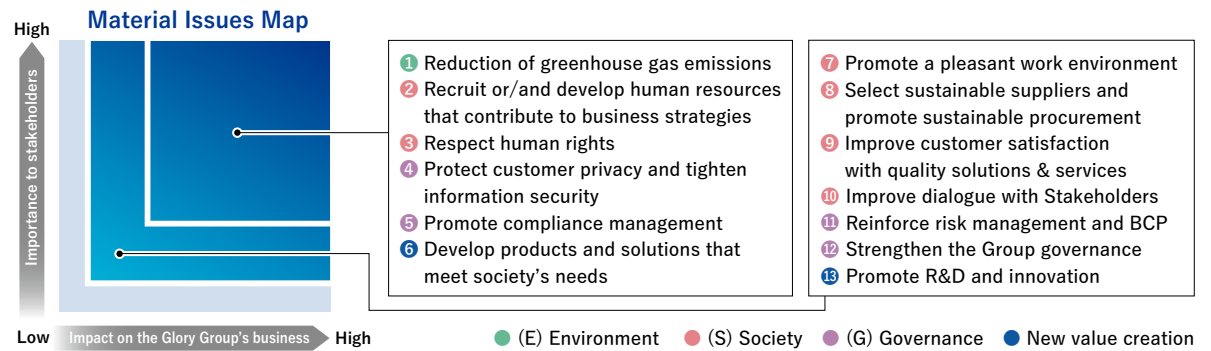 Material Issues Map
High
Importance to stakeholders
Low
Impact on the Glory Group's business
High
1 Reduction of greenhouse gas emissions
2 Recruit or/and develop human resources
that contribute to business strategies
3 Respect human rights
4 Protect customer privacy and tighten
information security
5 Promote compliance management
6 Develop products and solutions that
meet society's needs
7 Promote a pleasant work environment
8 Select sustainable suppliers and
promote sustainable procurement
9 Improve customer satisfaction
with quality solutions & services
10 Improve dialogue with Stakeholders
11 Reinforce risk management and BCP
12 Strengthen the Group governance
13 Promote R&D and innovation
(E) Environment
(S) Society
(G) Governance
New value creation